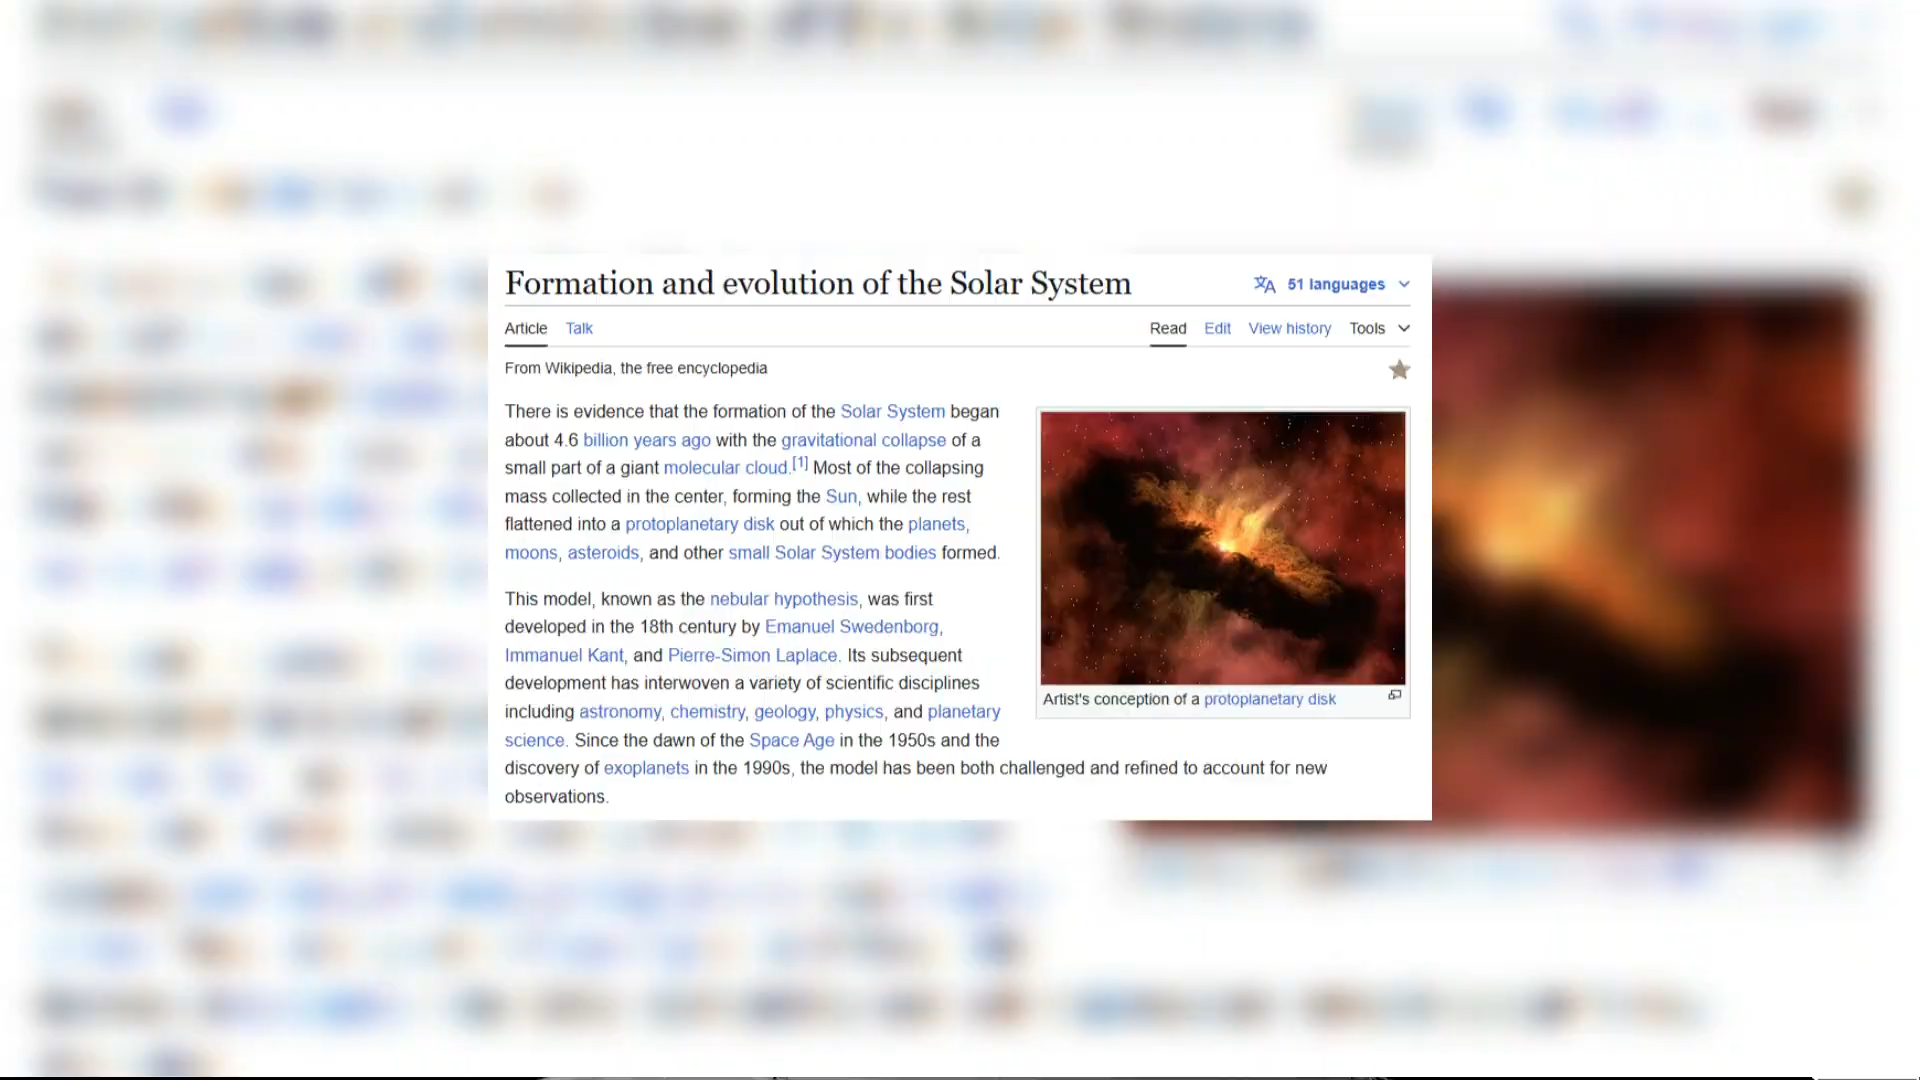 Formation and evolution of the Solar System
51 languages
Article Talk
Read Edit View history Tools
From Wikipedia, the free encyclopedia
There is evidence that the formation of the Solar System began
about 4.6 billion years ago with the gravitational collapse of a
small part of a giant molecular cloud.[1] Most of the collapsing
mass collected in the center, forming the Sun, while the rest
flattened into a protoplanetary disk out of which the planets,
moons, asteroids, and other small Solar System bodies formed.
This model, known as the nebular hypothesis, was first
developed in the 18th century by Emanuel Swedenborg,
Immanuel Kant, and Pierre-Simon Laplace. Its subsequent
development has interwoven a variety of scientific disciplines
including astronomy, chemistry, geology, physics, and planetary
science. Since the dawn of the Space Age in the 1950s and the
discovery of exoplanets in the 1990s, the model has been both challenged and refined to account for new
observations.
Artist's conception of a protoplanetary disk